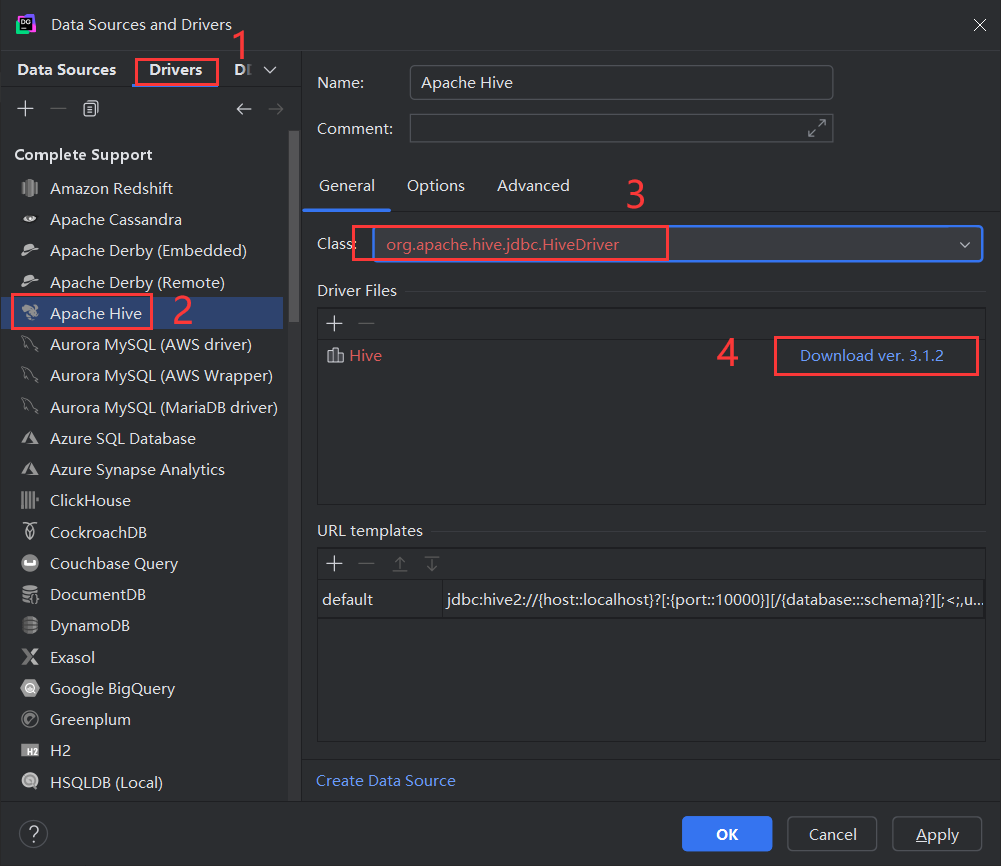 Data Sources and Drivers
1
Data Sources Drivers
Complete Support
Amazon Redshift
Apache Cassandra
Apache Derby (Embedded)
Apache Derby (Remote)
Apache Hive
2
Aurora MySQL (AWS driver)
Aurora MySQL (AWS Wrapper)
Aurora MySQL (MariaDB driver)
Azure SQL Database
Azure Synapse Analytics
ClickHouse
CockroachDB
Couchbase Query
DocumentDB
DynamoDB
Exasol
Google BigQuery
Greenplum
H2
HSQLDB (Local)
Name: Apache Hive
Comment:
General Options Advanced
3
Class: org.apache.hive.jdbc.HiveDriver
Driver Files
Hive
4
Download ver. 3.1.2
URL templates
default jdbc:hive2://{host::localhost}?[:{port::10000}][/{database:::schema}?][;<;,u...
Create Data Source
?
OK Cancel Apply